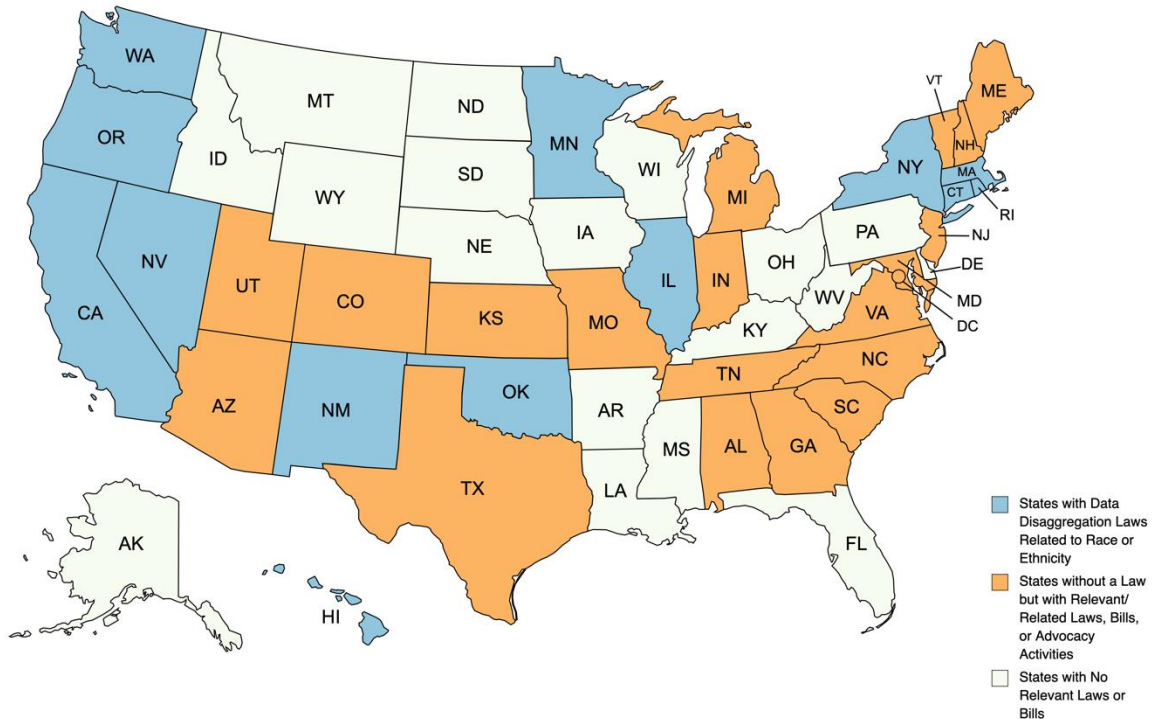 WA
MT
ND
MN
VT
ME
OR
ID
SD
WI
NH
NY
MA
CT
RI
WY
MI
IA
PA
NJ
NE
NV
OH
DE
UT
IL
IN
CO
WV
MD
CA
KS
MO
KY
VA
DC
TN
NC
AZ
NM
OK
AR
SC
MS
AL
GA
TX
LA
AK
FL
HI
States with Data
Disaggregation Laws
Related to Race or
Ethnicity
States without a Law
but with Relevant/
Related Laws, Bills,
or Advocacy
Activities
States with No
Relevant Laws or
Bills